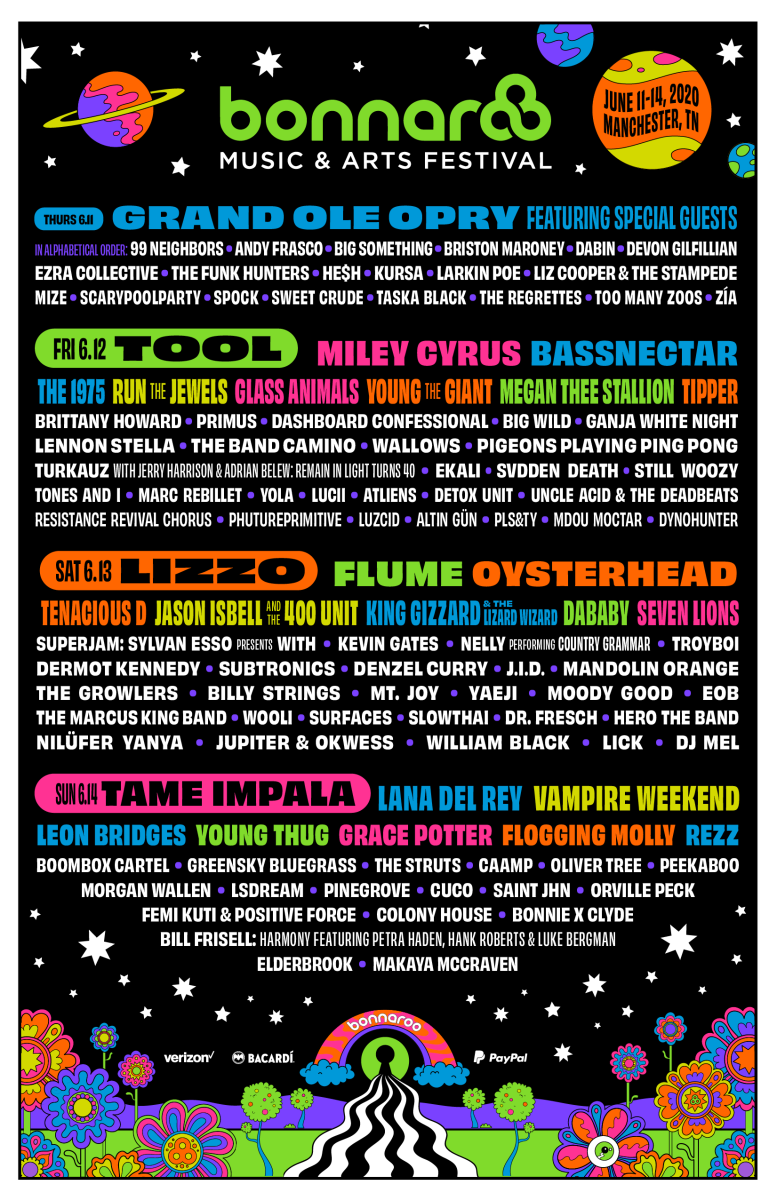 bonnaroo
MUSIC & ARTS FESTIVAL
JUNE 11-14, 2020
MANCHESTER, TN
THURS 6.11 GRAND OLE OPRY FEATURING SPECIAL GUESTS
IN ALPHABETICAL ORDER: 99 NEIGHBORS • ANDY FRASCO • BIG SOMETHING • BRISTON MARONEY • DABIN • DEVON GILFILLIAN
EZRA COLLECTIVE • THE FUNK HUNTERS • HE$H • KURSA • LARKIN POE • LIZ COOPER & THE STAMPEDE
MIZE • SCARYPOOLPARTY • SPOCK • SWEET CRUDE • TASKA BLACK • THE REGRETTES • TOO MANY ZOOS • ZÍA
FRI 6.12 TOOL MILEY CYRUS BASSNECTAR
THE 1975 RUN THE JEWELS GLASS ANIMALS YOUNG THE GIANT MEGAN THEE STALLION TIPPER
BRITTANY HOWARD • PRIMUS • DASHBOARD CONFESSIONAL • BIG WILD • GANJA WHITE NIGHT
LENNON STELLA • THE BAND CAMINO • WALLOWS • PIGEONS PLAYING PING PONG
TURKAUZ WITH JERRY HARRISON & ADRIAN BELEW: REMAIN IN LIGHT TURNS 40 • EKALI • SVDDEN DEATH • STILL WOOZY
TONES AND I • MARC REBILLET • YOLA • LUCII • ATLIENS • DETOX UNIT • UNCLE ACID & THE DEADBEATS
RESISTANCE REVIVAL CHORUS • PHUTUREPRIMITIVE • LUZCID • ALTIN GÜN • PLS&TY • MDOU MOCTAR • DYNOHUNTER
SAT 6.13 LIZZO FLUME OYSTERHEAD
TENACIOUS D JASON ISBELL AND THE 400 UNIT KING GIZZARD & THE LIZARD WIZARD DABABY SEVEN LIONS
SUPERJAM: SYLVAN ESSO PRESENTS WITH • KEVIN GATES • NELLY PERFORMING COUNTRY GRAMMAR • TROYBOI
DERMOT KENNEDY • SUBTRONICS • DENZEL CURRY • J.I.D. • MANDOLIN ORANGE
THE GROWLERS • BILLY STRINGS • MT. JOY • YAEJI • MOODY GOOD • EOB
THE MARCUS KING BAND • WOOLI • SURFACES • SLOWTHAI • DR. FRESCH • HERO THE BAND
NILÜFER YANYA • JUPITER & OKWESS • WILLIAM BLACK • LICK • DJ MEL
SUN 6.14 TAME IMPALA LANA DEL REY VAMPIRE WEEKEND
LEON BRIDGES YOUNG THUG GRACE POTTER FLOGGING MOLLY REZZ
BOOMBOX CARTEL • GREENSKY BLUEGRASS • THE STRUTS • CAAMP • OLIVER TREE • PEEKABOO
MORGAN WALLEN • LSDREAM • PINEGROVE • CUCO • SAINT JHN • ORVILLE PECK
FEMI KUTI & POSITIVE FORCE • COLONY HOUSE • BONNIE X CLYDE
BILL FRISELL: HARMONY FEATURING PETRA HADEN, HANK ROBERTS & LUKE BERGMAN
ELDERBROOK • MAKAYA MCCRAVEN
bonnaroo
verizon BACARDÍ. PayPal